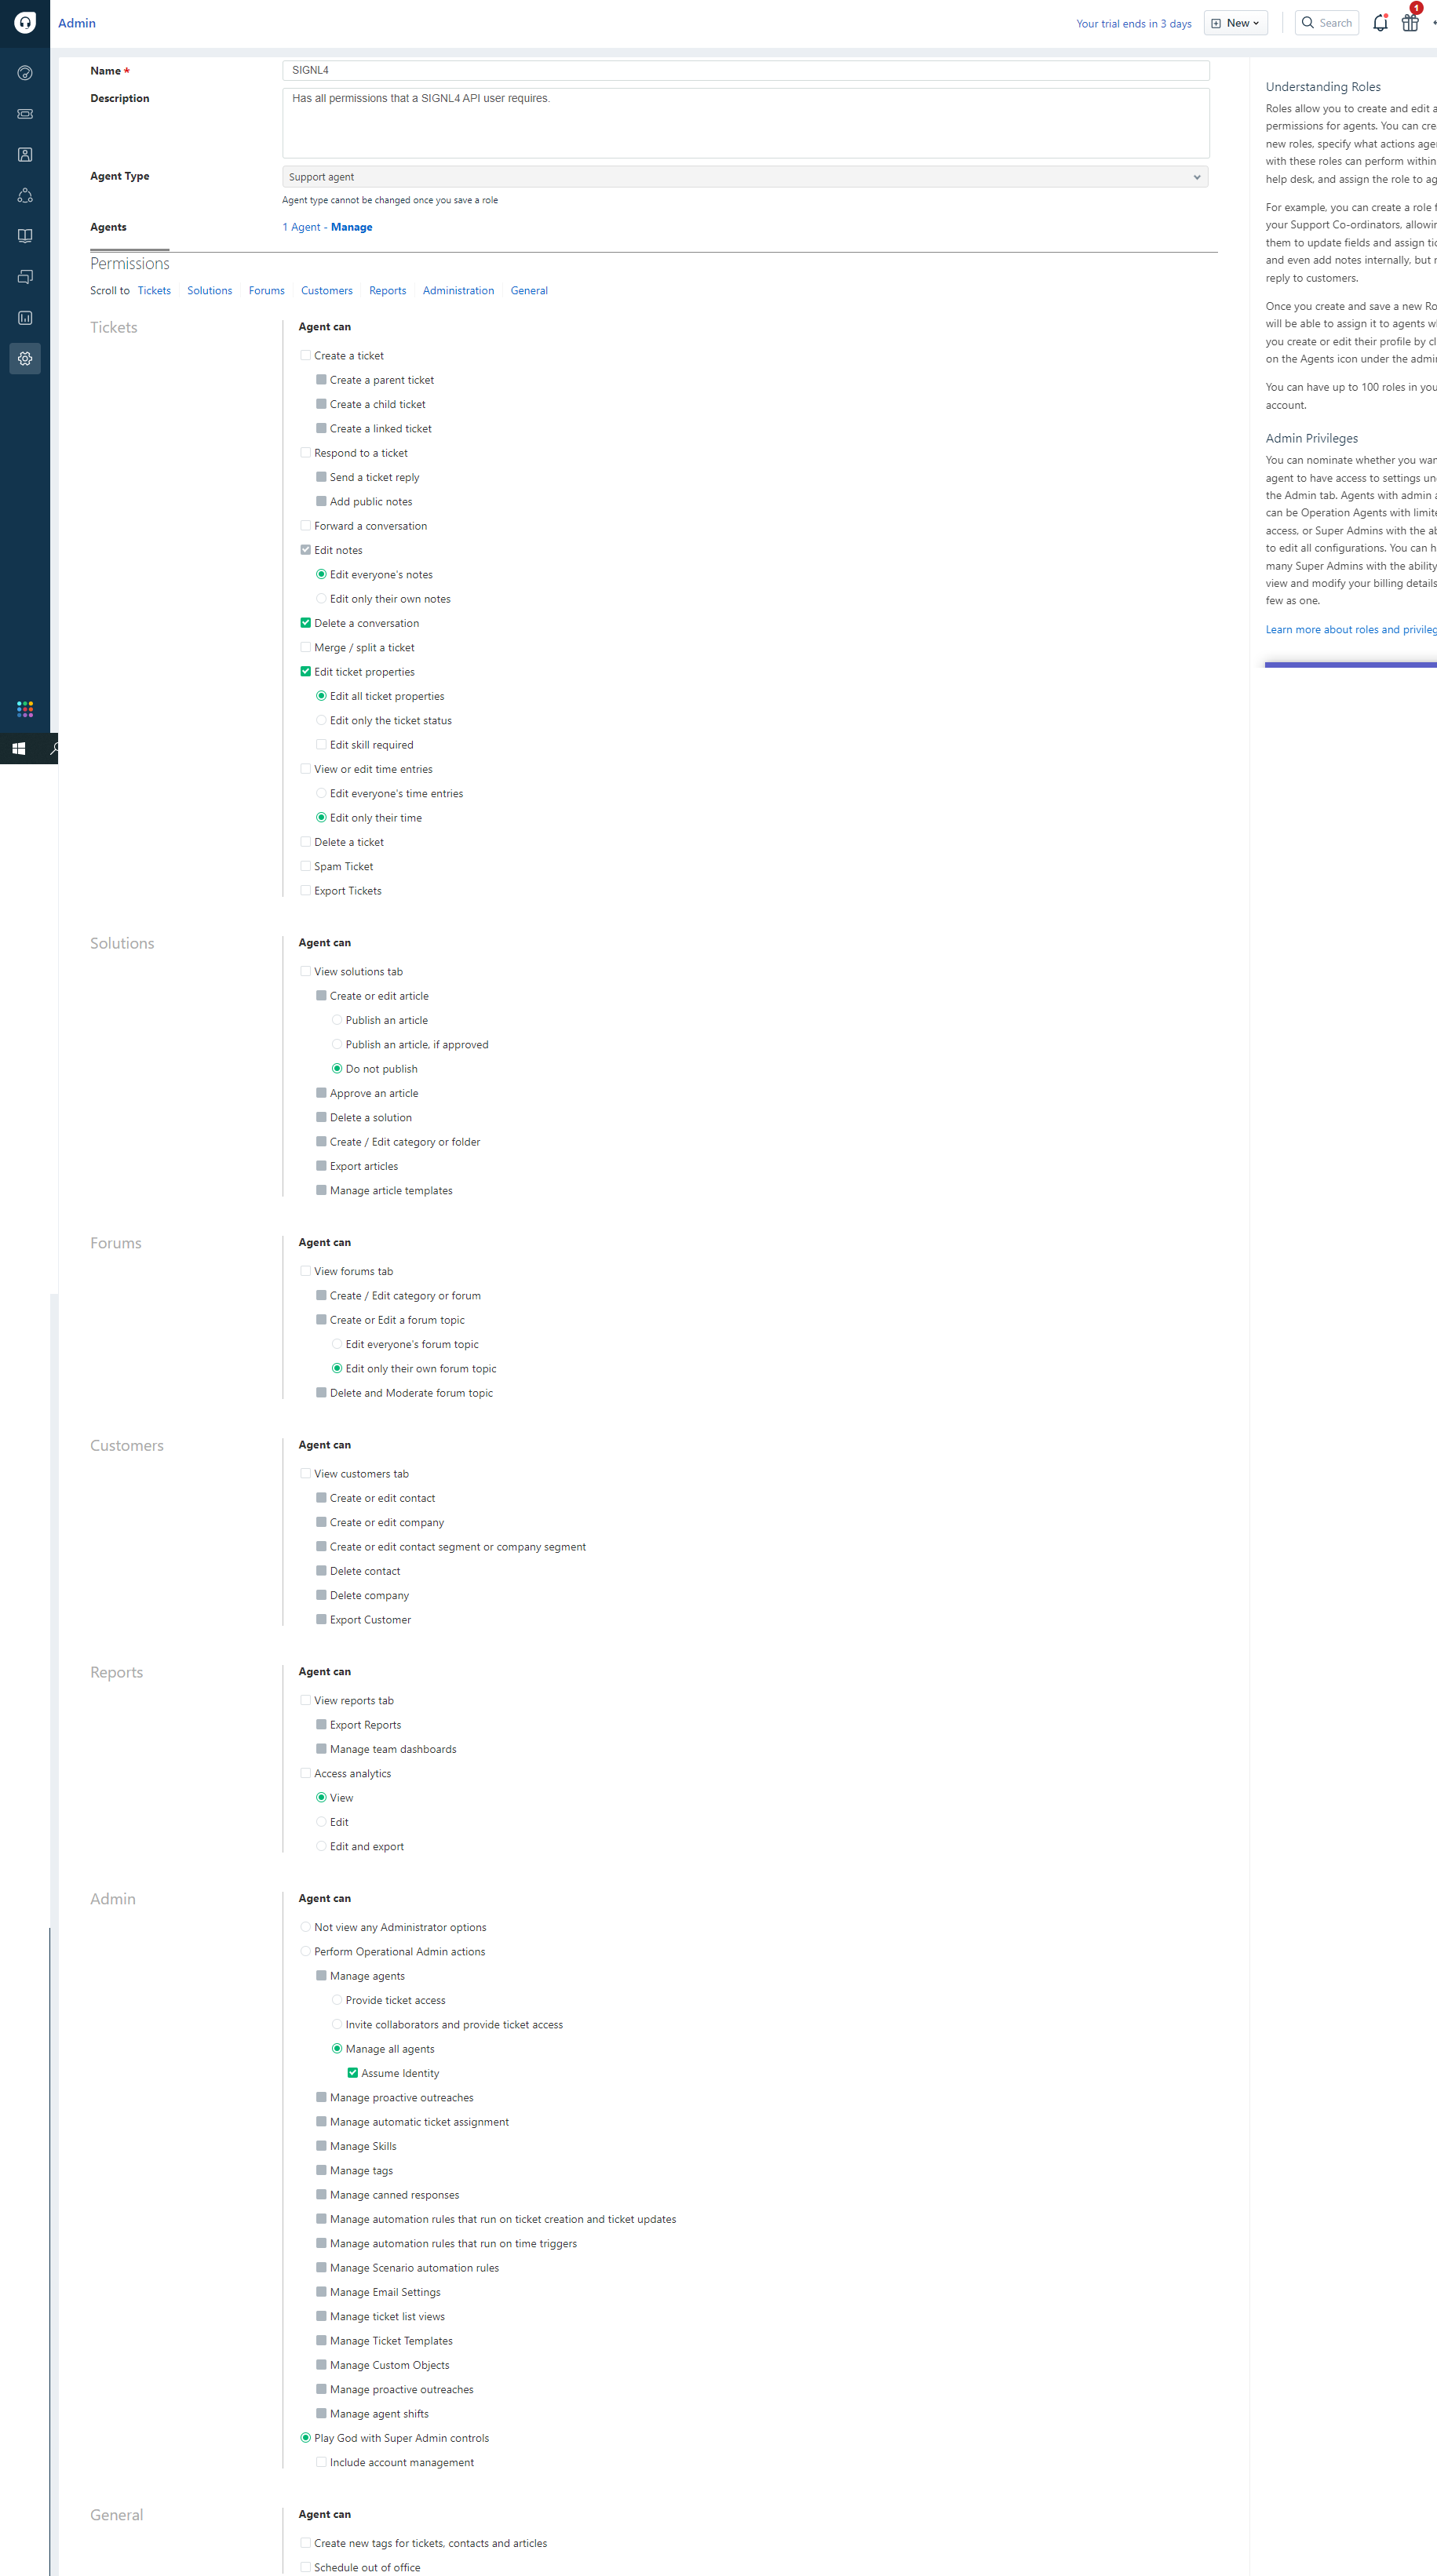 Admin
Your trial ends in 3 days
New
Search
1
Name *
SIGNL4
Description
Has all permissions that a SIGNL4 API user requires.
Agent Type
Support agent
Agent type cannot be changed once you save a role
Agents
1 Agent - Manage
Permissions
Scroll to Tickets Solutions Forums Customers Reports Administration General
Tickets
Agent can
Create a ticket
Create a parent ticket
Create a child ticket
Create a linked ticket
Respond to a ticket
Send a ticket reply
Add public notes
Forward a conversation
Edit notes
Edit everyone's notes
Edit only their own notes
Delete a conversation
Merge / split a ticket
Edit ticket properties
Edit all ticket properties
Edit only the ticket status
Edit skill required
View or edit time entries
Edit everyone's time entries
Edit only their time
Delete a ticket
Spam Ticket
Export Tickets
Solutions
Agent can
View solutions tab
Create or edit article
Publish an article
Publish an article, if approved
Do not publish
Approve an article
Delete a solution
Create / Edit category or folder
Export articles
Manage article templates
Forums
Agent can
View forums tab
Create / Edit category or forum
Create or Edit a forum topic
Edit everyone's forum topic
Edit only their own forum topic
Delete and Moderate forum topic
Customers
Agent can
View customers tab
Create or edit contact
Create or edit company
Create or edit contact segment or company segment
Delete contact
Delete company
Export Customer
Reports
Agent can
View reports tab
Export Reports
Manage team dashboards
Access analytics
View
Edit
Edit and export
Admin
Agent can
Not view any Administrator options
Perform Operational Admin actions
Manage agents
Provide ticket access
Invite collaborators and provide ticket access
Manage all agents
Assume Identity
Manage proactive outreaches
Manage automatic ticket assignment
Manage Skills
Manage tags
Manage canned responses
Manage automation rules that run on ticket creation and ticket updates
Manage automation rules that run on time triggers
Manage Scenario automation rules
Manage Email Settings
Manage ticket list views
Manage Ticket Templates
Manage Custom Objects
Manage proactive outreaches
Manage agent shifts
Play God with Super Admin controls
Include account management
General
Agent can
Create new tags for tickets, contacts and articles
Schedule out of office
Understanding Roles
Roles allow you to create and edit a
permissions for agents. You can cre
new roles, specify what actions age
with these roles can perform within
help desk, and assign the role to ag
For example, you can create a role f
your Support Co-ordinators, allowin
them to update fields and assign tic
and even add notes internally, but n
reply to customers.
Once you create and save a new Ro
will be able to assign it to agents w
you create or edit their profile by cl
on the Agents icon under the admin
You can have up to 100 roles in you
account.
Admin Privileges
You can nominate whether you wan
agent to have access to settings un
the Admin tab. Agents with admin a
can be Operation Agents with limite
access, or Super Admins with the ab
to edit all configurations. You can h
many Super Admins with the ability
view and modify your billing details
few as one.
Learn more about roles and privileg